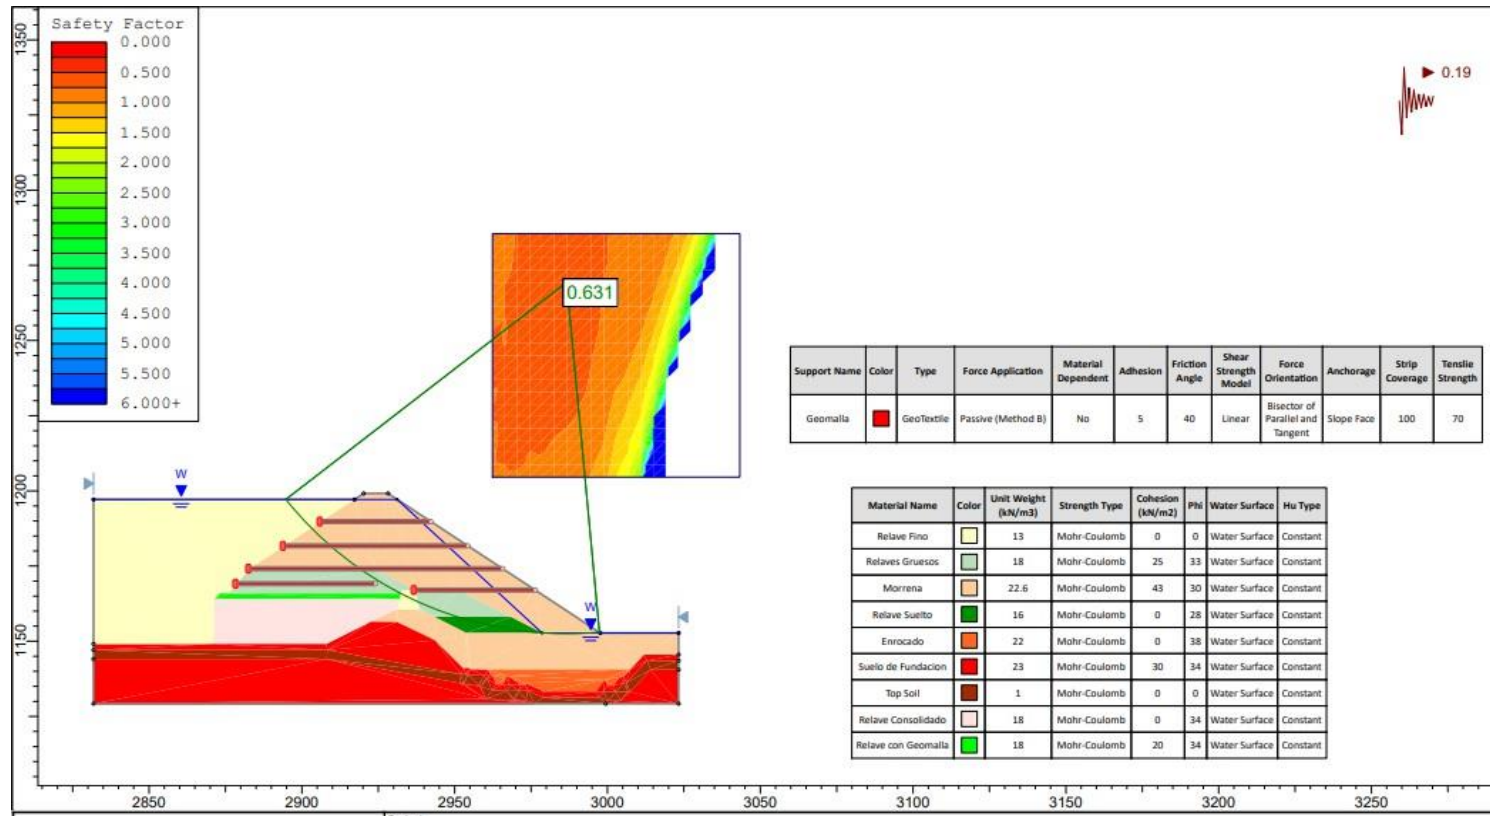 Safety Factor
0.000
0.500
1.000
1.500
2.000
2.500
3.000
3.500
4.000
4.500
5.000
5.500
6.000+
1350
1300
1250
1200
1150
0.19
0.631
W
W
Support Name Color Type Force Application Material Dependent Adhesion Friction Angle Shear Strength Model Force Orientation Anchorage Strip Coverage Tenslie Strength
Geomalla GeoTextile Passive (Method B) No 5 40 Linear Bisector of Parallel and Tangent Slope Face 100 70
Material Name Color Unit Weight (kN/m3) Strength Type Cohesion (kN/m2) Phi Water Surface Hu Type
Relave Fino 13 Mohr-Coulomb 0 0 Water Surface Constant
Relaves Gruesos 18 Mohr-Coulomb 25 33 Water Surface Constant
Morrena 22.6 Mohr-Coulomb 43 30 Water Surface Constant
Relave Suelto 16 Mohr-Coulomb 0 28 Water Surface Constant
Enrocado 22 Mohr-Coulomb 0 38 Water Surface Constant
Suelo de Fundacion 23 Mohr-Coulomb 30 34 Water Surface Constant
Top Soil 1 Mohr-Coulomb 0 0 Water Surface Constant
Relave Consolidado 18 Mohr-Coulomb 0 34 Water Surface Constant
Relave con Geomalla 18 Mohr-Coulomb 20 34 Water Surface Constant
2850 2900 2950 3000 3050 3100 3150 3200 3250